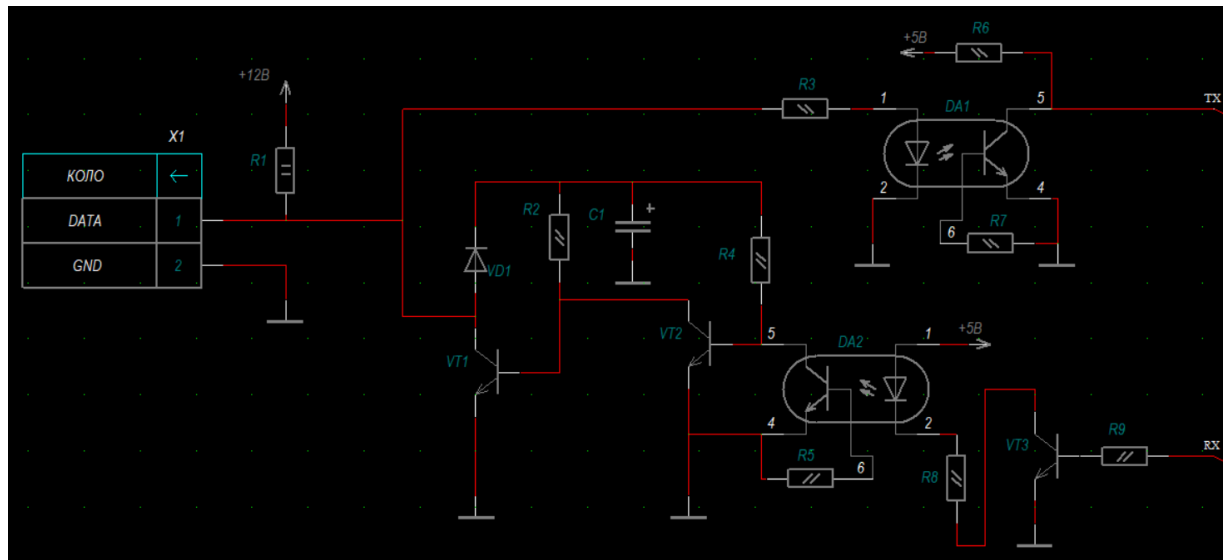 R6
+5В
+12В
R3
1
DA1
5
TX
X1
КОЛО
R1
DATA
1
2
4
R2
C1
+
R7
6
GND
2
VD1
R4
VT2
5
DA2
1
+5В
VT1
4
2
R9
RX
VT3
R5
6
R8